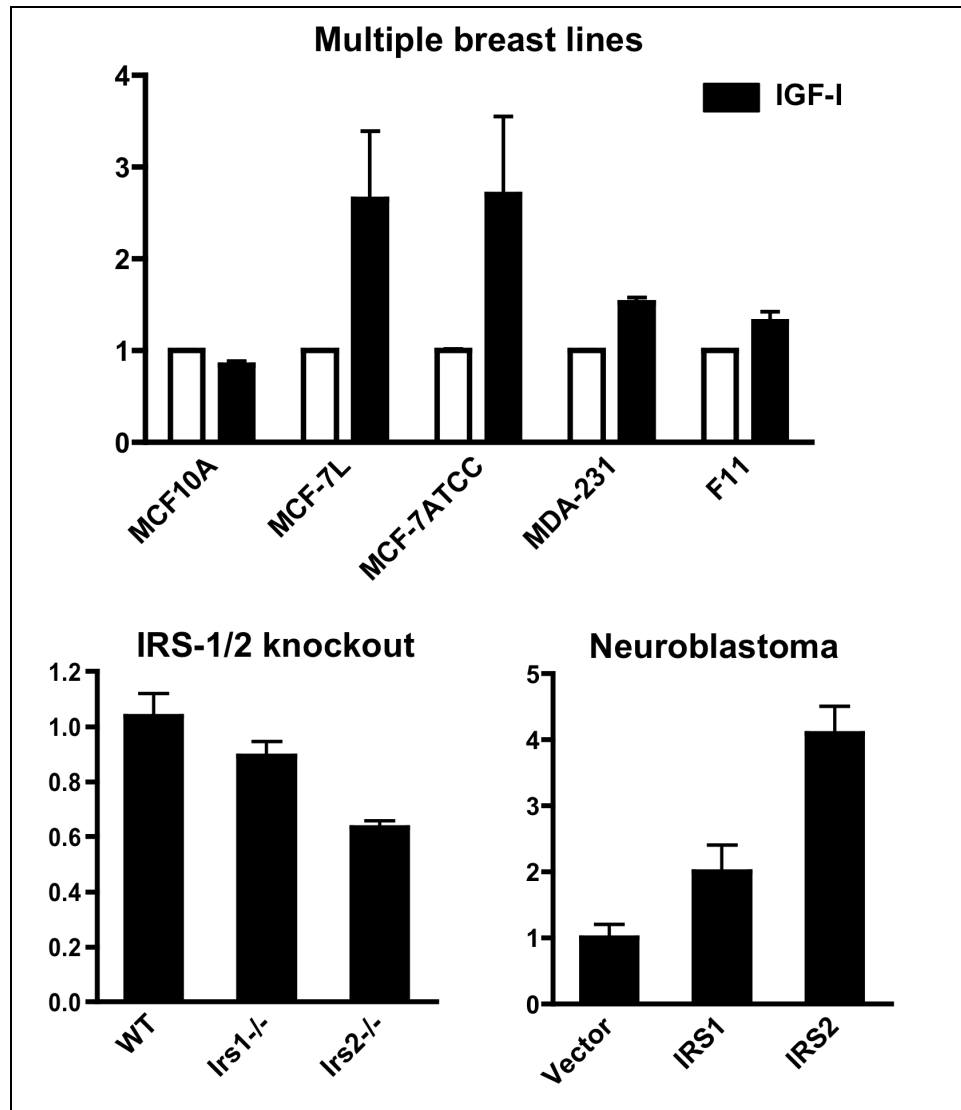 Multiple breast lines
4
IGF-I
3
2
1
0
MCF10A
MCF-7L
MCF-7ATCC
MDA-231
F11
IRS-1/2 knockout
1.2
1.0
0.8
0.6
0.4
0.2
0.0
WT
Irs1-/-
Irs2-/-
Neuroblastoma
5
4
3
2
1
0
Vector
IRS1
IRS2